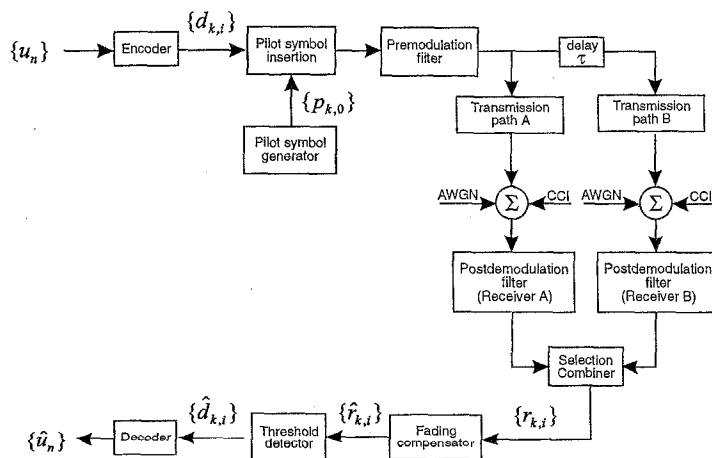 {u_n}
Encoder
{d_{k,i}}
Pilot symbol
insertion
Premodulation
filter
delay
τ
{p_{k,0}}
Pilot symbol
generator
Transmission
path A
Transmission
path B
AWGN
Σ
CCI
AWGN
Σ
CCI
Postdemodulation
filter
(Receiver A)
Postdemodulation
filter
(Receiver B)
Selection
Combiner
{r_{k,i}}
Fading
compensator
{r̂_{k,i}}
Threshold
detector
{d̂_{k,i}}
Decoder
{û_n}